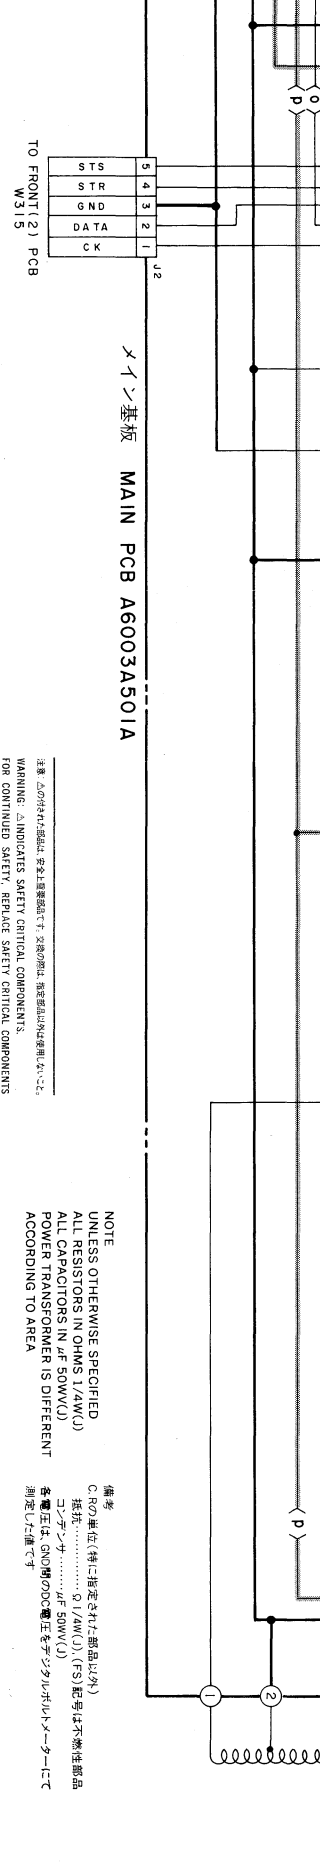 o
p
STS 5
STR 4
GND 3
DATA 2
CK 1
J2
TO FRONT(2) PCB
W315
メイン基板 MAIN PCB A6003A501A
注意: △の付された部品は、安全上重要部品です。交換の際は、指定部品以外は使用しないこと。
WARNING: △ INDICATES SAFETY CRITICAL COMPONENTS.
FOR CONTINUED SAFETY, REPLACE SAFETY CRITICAL COMPONENTS
NOTE
UNLESS OTHERWISE SPECIFIED
ALL RESISTORS IN OHMS 1/4W(J)
ALL CAPACITORS IN μF 50WV(J)
POWER TRANSFORMER IS DIFFERENT
ACCORDING TO AREA
備考
C.Rの単位(特に指定された部品以外)
抵抗‥‥‥‥‥Ω 1/4W(J), (FS)記号は不燃性部品
コンデンサ‥‥‥μF 50WV(J)
各電圧は、GND間のDC電圧をデジタルボルトメーターにて
測定した値です
p
1
2